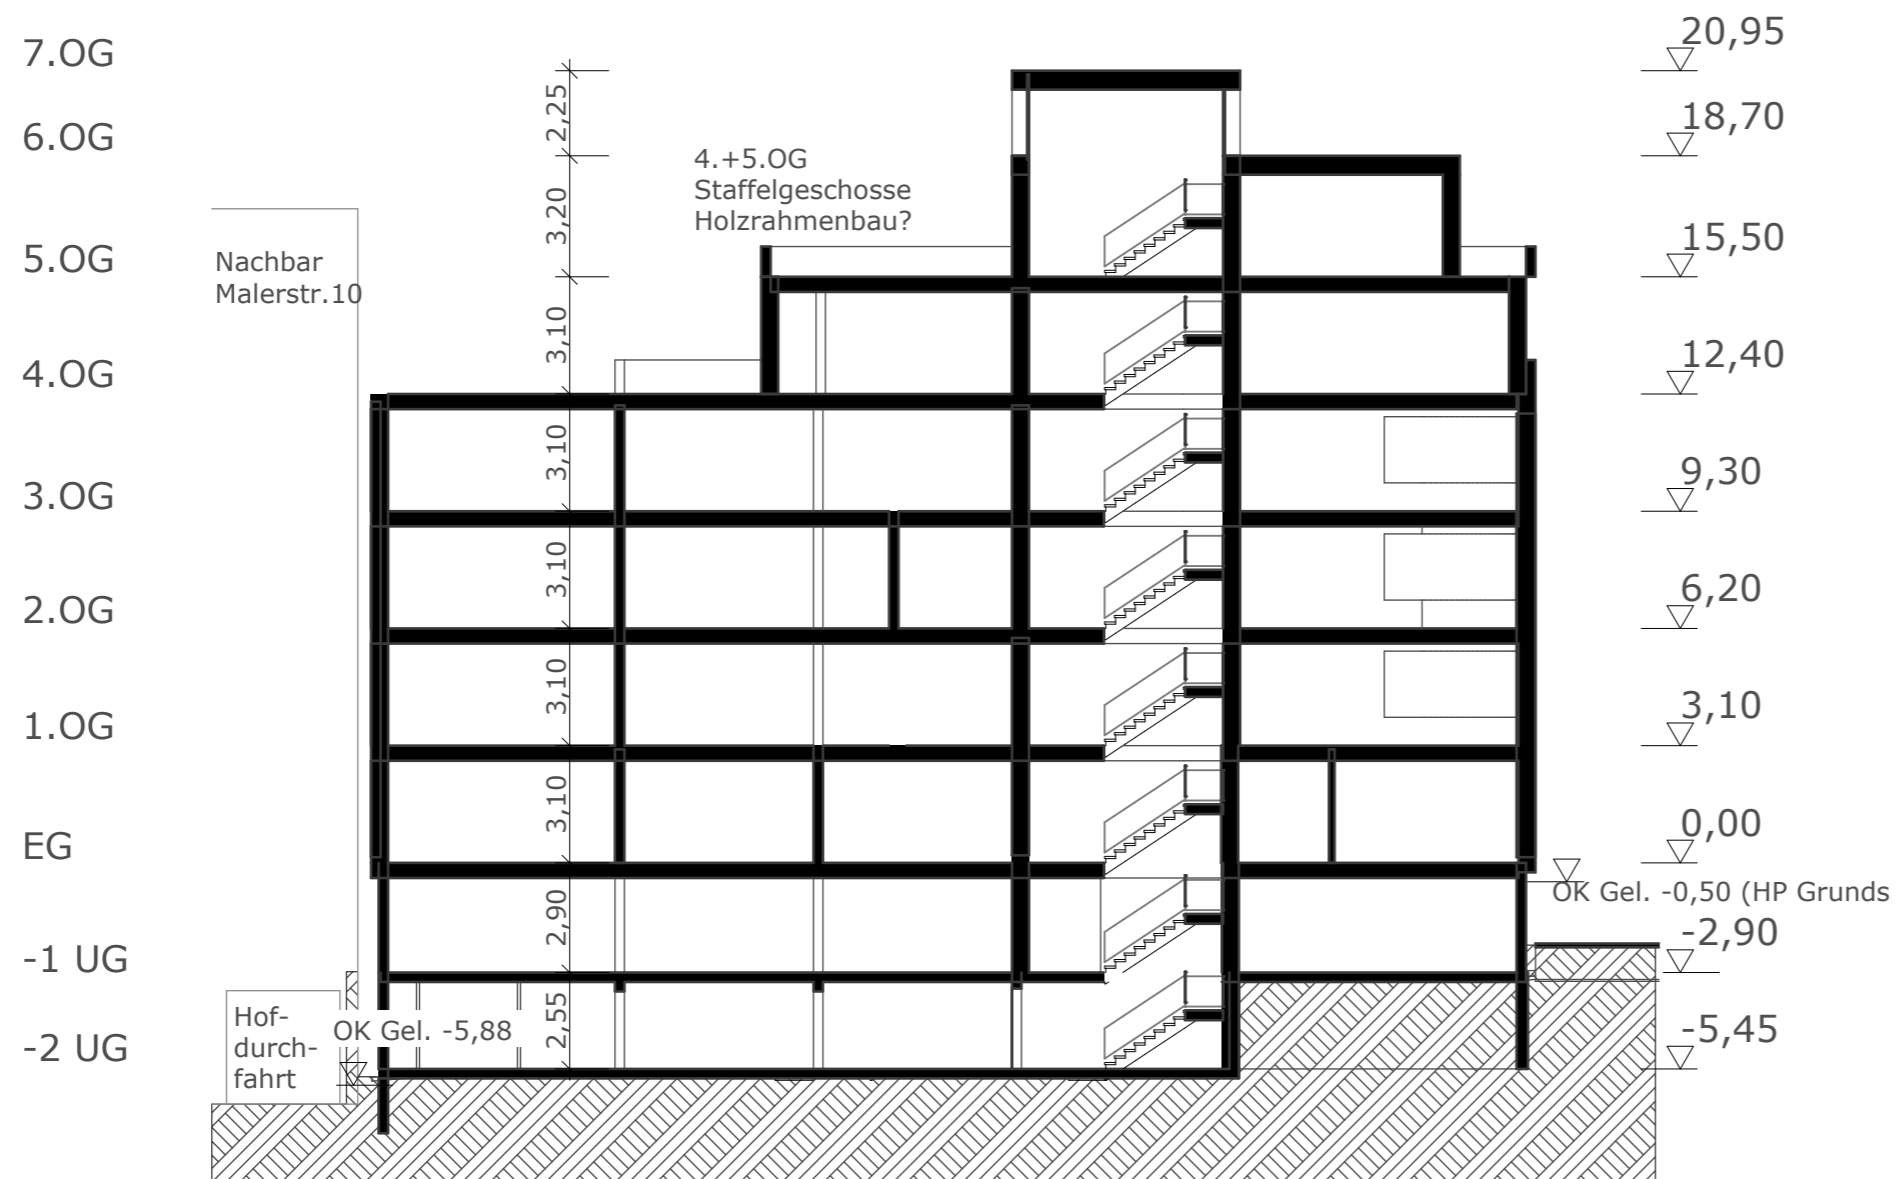 7.OG
20,95
2,25
6.OG
18,70
4.+5.OG
Staffelgeschosse
Holzrahmenbau?
3,20
5.OG
15,50
Nachbar
Malerstr.10
3,10
4.OG
12,40
3,10
3.OG
9,30
3,10
2.OG
6,20
3,10
1.OG
3,10
3,10
EG
0,00
OK Gel. -0,50 (HP Grunds
2,90
-1 UG
-2,90
Hof-
durch-
fahrt
OK Gel. -5,88
2,55
-2 UG
-5,45